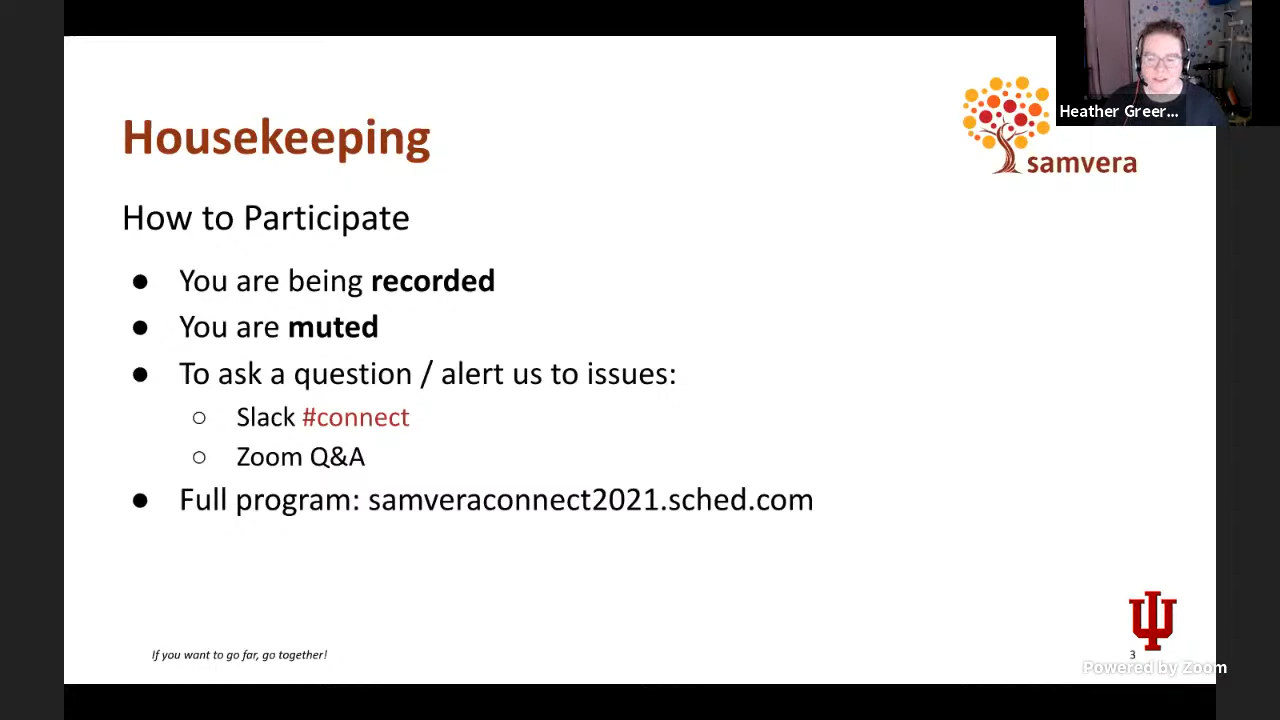 Heather Greer...
Housekeeping
samvera
How to Participate
● You are being recorded
● You are muted
● To ask a question / alert us to issues:
○ Slack #connect
○ Zoom Q&A
● Full program: samveraconnect2021.sched.com
If you want to go far, go together!
3
Powered by Zoom